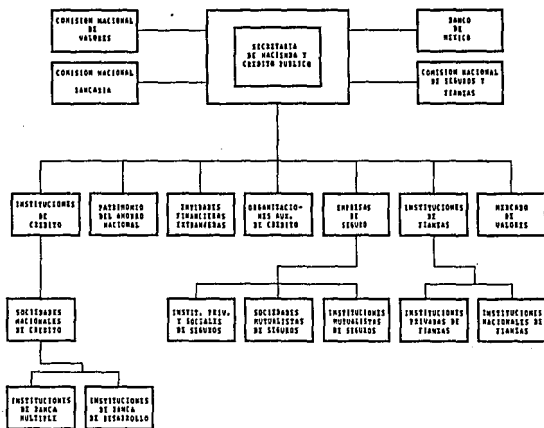 COMISION NACIONAL
DE
VALORES
SECRETARIA
DE HACIENDA Y
CREDITO PUBLICO
BANCO
DE
MEXICO
COMISION NACIONAL
BANCARIA
COMISION NACIONAL
DE SEGUROS Y
FIANZAS
INSTITUCIONES
DE
CREDITO
PATRIMONIO
DEL AHORRO
NACIONAL
ENTIDADES
FINANCIERAS
EXTRANJERAS
ORGANIZACIO-
NES AUX.
DE CREDITO
EMPRESAS
DE
SEGURO
INSTITUCIONES
DE
FIANZAS
MERCADO
DE
VALORES
SOCIEDADES
NACIONALES
DE CREDITO
INSTIT. PRIV.
Y SOCIALES
DE SEGUROS
SOCIEDADES
MUTUALISTAS
DE SEGUROS
INSTITUCIONES
MUTUALISTAS
DE SEGUROS
INSTITUCIONES
PRIVADAS DE
FIANZAS
INSTITUCIONES
NACIONALES DE
FIANZAS
INSTITUCIONES
DE BANCA
MULTIPLE
INSTITUCIONES
DE BANCA
DE DESARROLLO